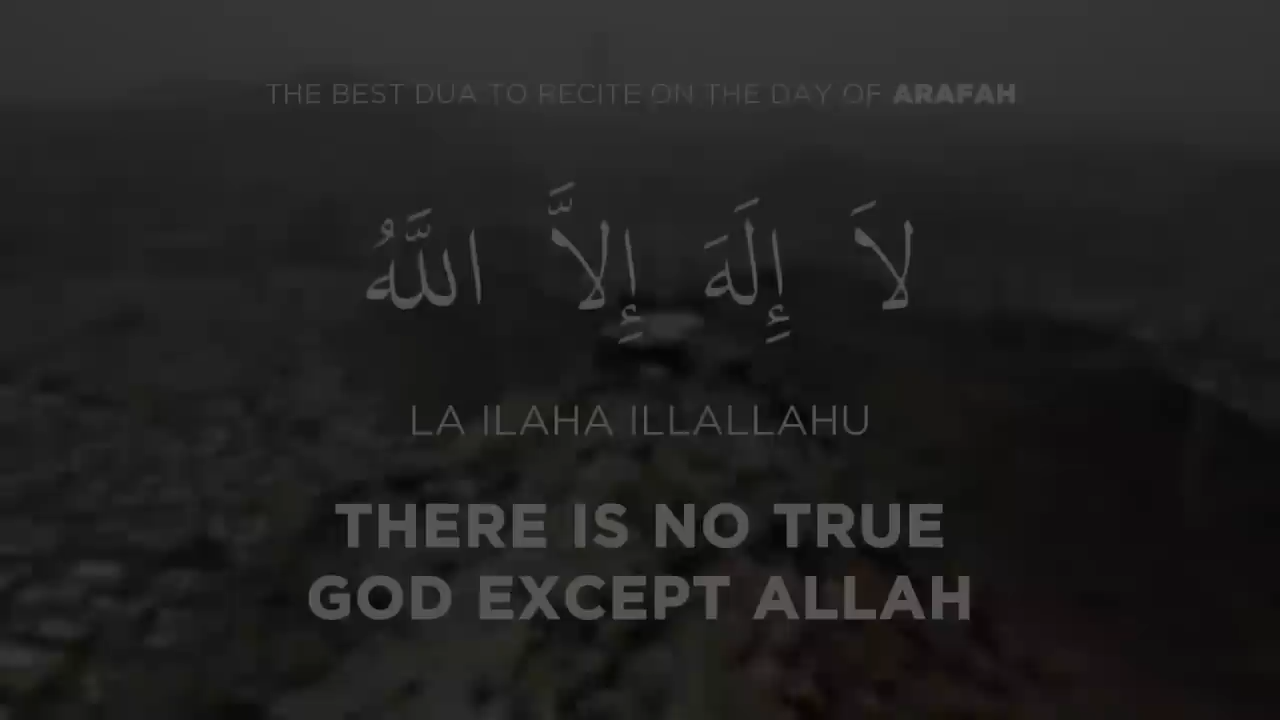 THE BEST DUA TO RECITE ON THE DAY OF ARAFAH
لاَ إِلَهَ إِلاَّ اللَّهُ
LA ILAHA ILLALLAHU
THERE IS NO TRUE
GOD EXCEPT ALLAH